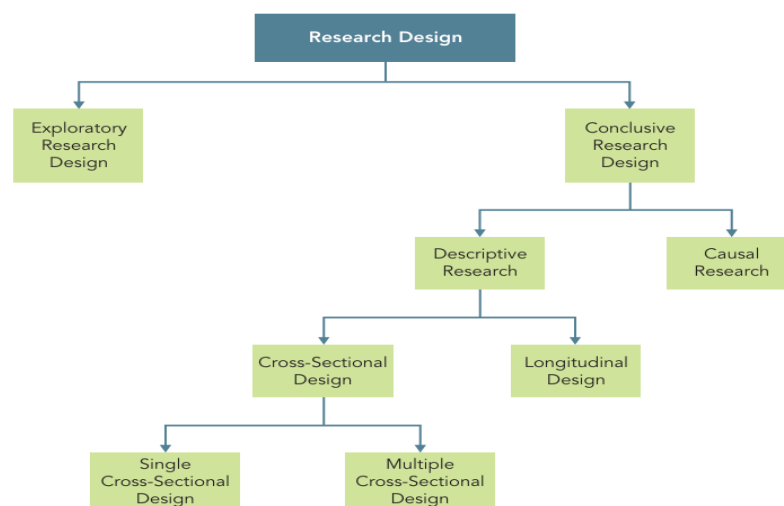 Research Design
Exploratory
Research
Design
Conclusive
Research
Design
Descriptive
Research
Causal
Research
Cross-Sectional
Design
Longitudinal
Design
Single
Cross-Sectional
Design
Multiple
Cross-Sectional
Design